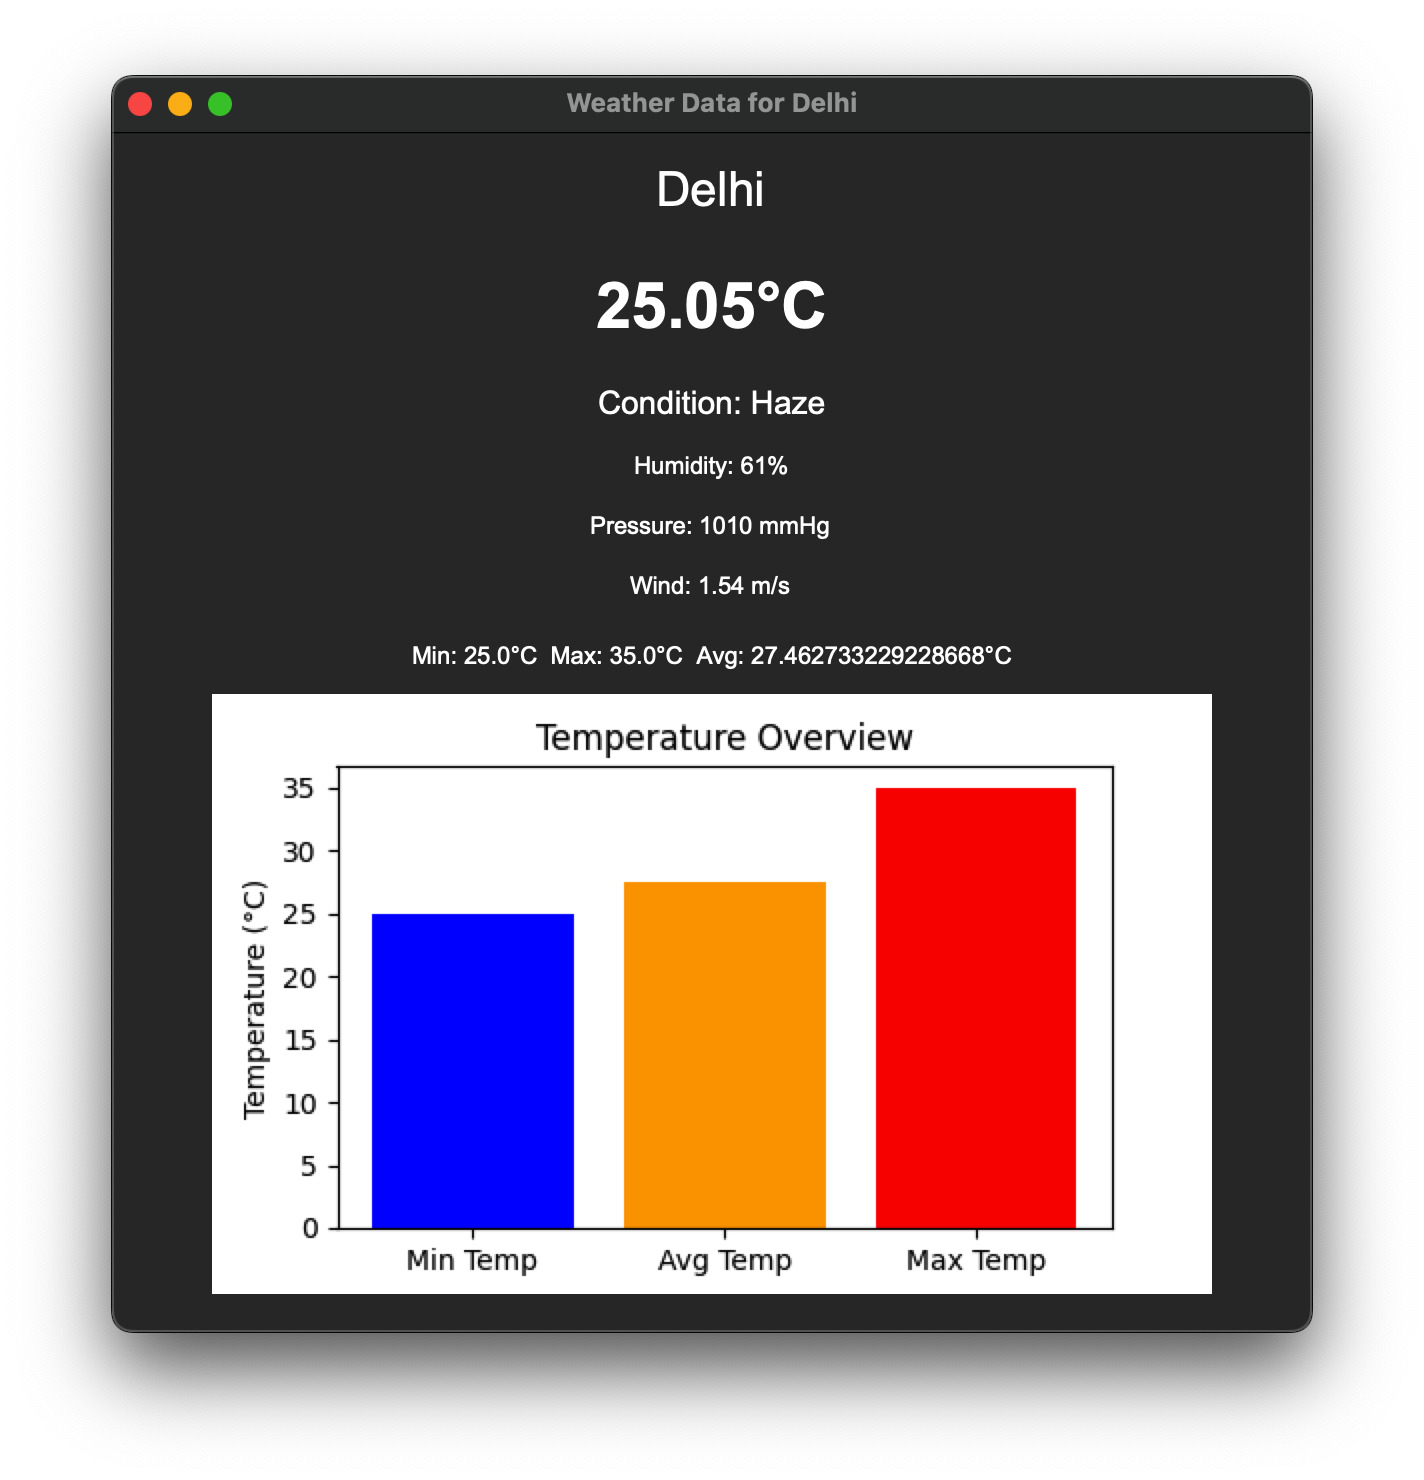 Weather Data for Delhi
Delhi
25.05°C
Condition: Haze
Humidity: 61%
Pressure: 1010 mmHg
Wind: 1.54 m/s
Min: 25.0°C  Max: 35.0°C  Avg: 27.462733229228668°C
Temperature Overview
Temperature (°C)
35
30
25
20
15
10
5
0
Min Temp Avg Temp Max Temp